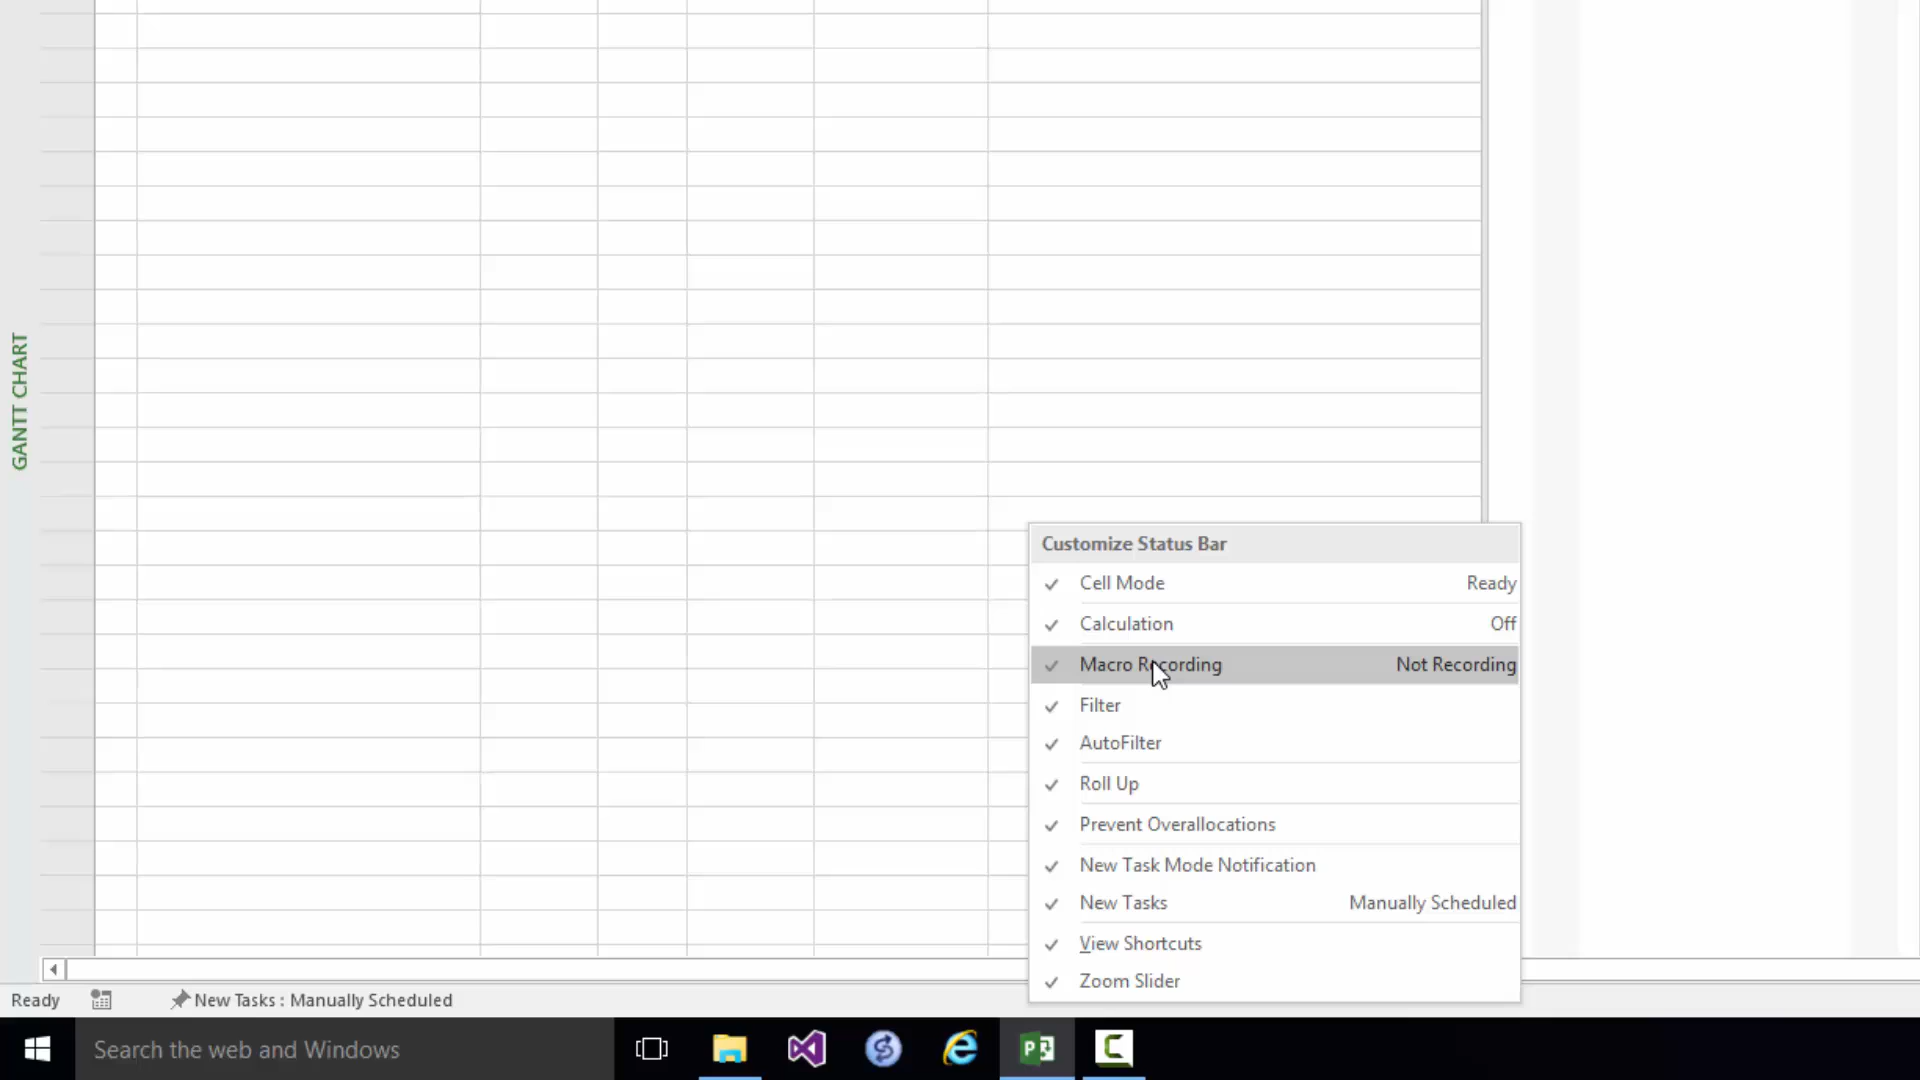 GANTT CHART
Customize Status Bar
Cell Mode Ready
Calculation Off
Macro Recording Not Recording
Filter
AutoFilter
Roll Up
Prevent Overallocations
New Task Mode Notification
New Tasks Manually Scheduled
View Shortcuts
Zoom Slider
Ready New Tasks : Manually Scheduled
Search the web and Windows